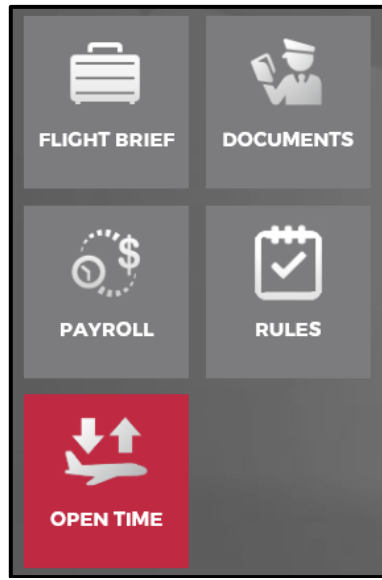 FLIGHT BRIEF
DOCUMENTS
$
PAYROLL
RULES
OPEN TIME